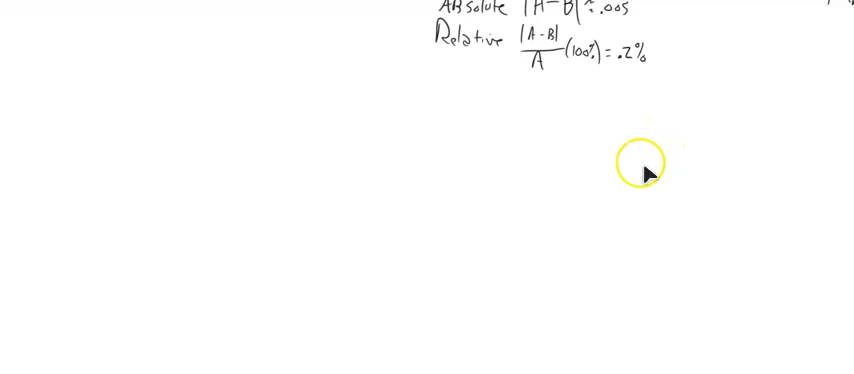 ABsolute |A-B| ≈ .005
Relative |A-B| / A (100%) = .2%